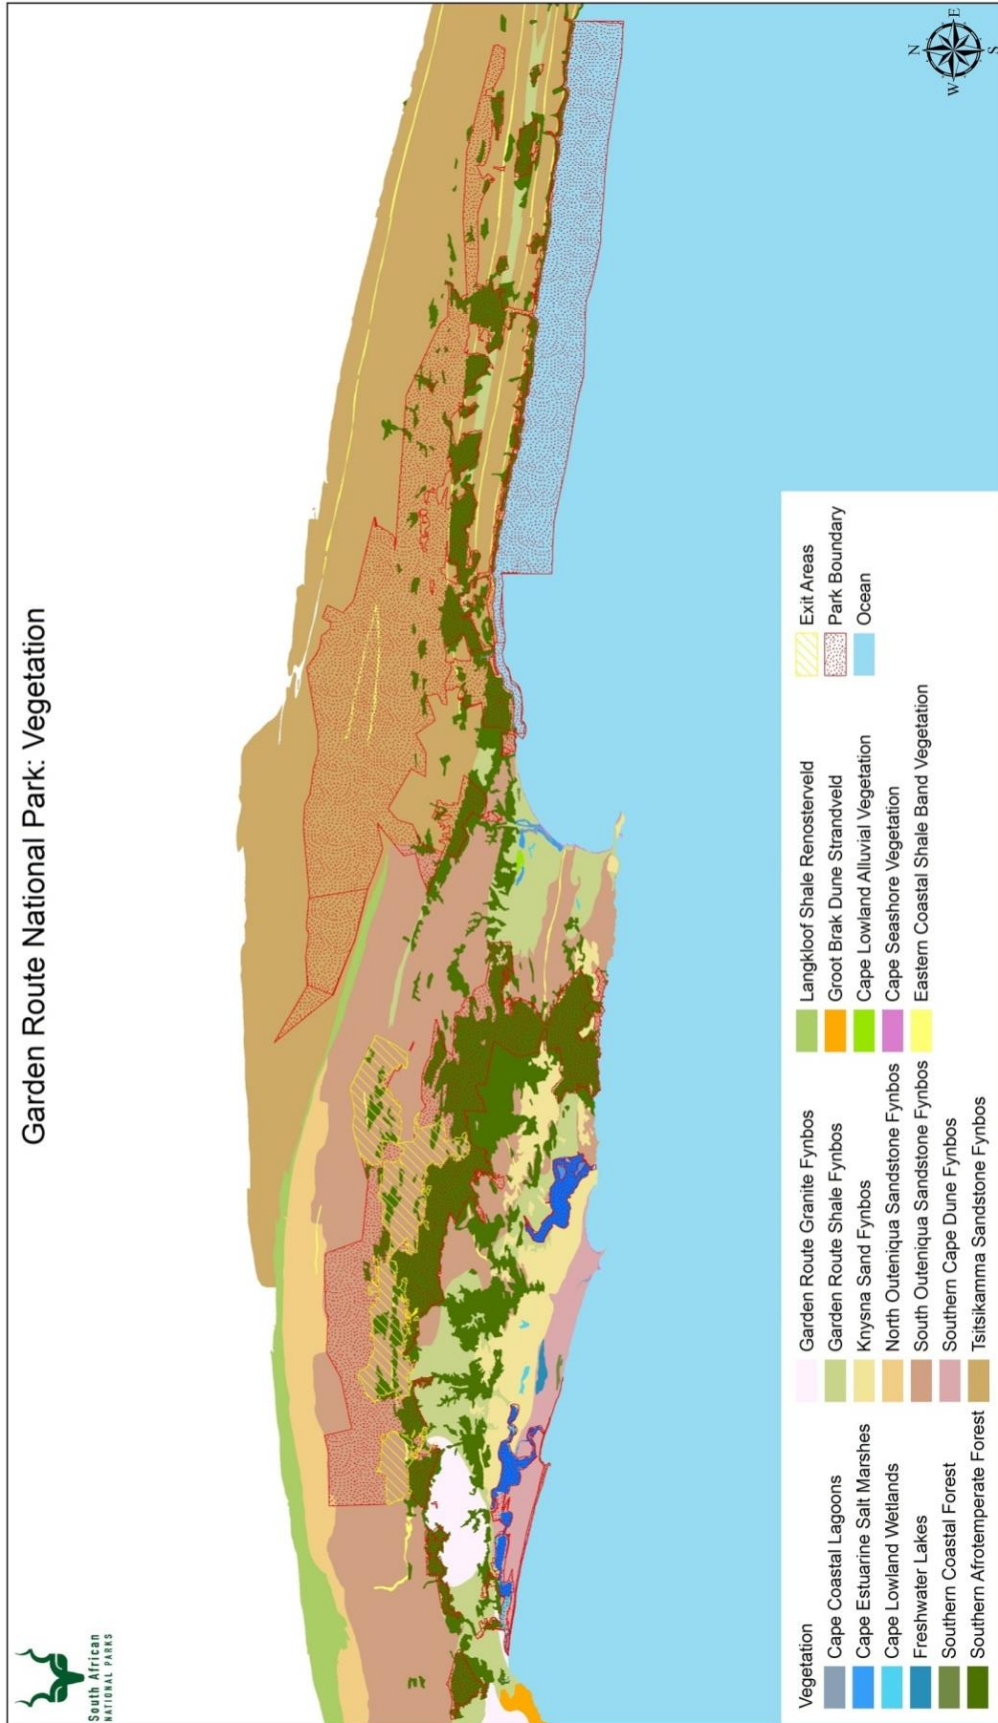 Garden Route National Park: Vegetation
South African
NATIONAL PARKS
N
E
S
W
Vegetation
Cape Coastal Lagoons
Cape Estuarine Salt Marshes
Cape Lowland Wetlands
Freshwater Lakes
Southern Coastal Forest
Southern Afrotemperate Forest
Garden Route Granite Fynbos
Garden Route Shale Fynbos
Knysna Sand Fynbos
North Outeniqua Sandstone Fynbos
South Outeniqua Sandstone Fynbos
Southern Cape Dune Fynbos
Tsitsikamma Sandstone Fynbos
Langkloof Shale Renosterveld
Groot Brak Dune Strandveld
Cape Lowland Alluvial Vegetation
Cape Seashore Vegetation
Eastern Coastal Shale Band Vegetation
Exit Areas
Park Boundary
Ocean